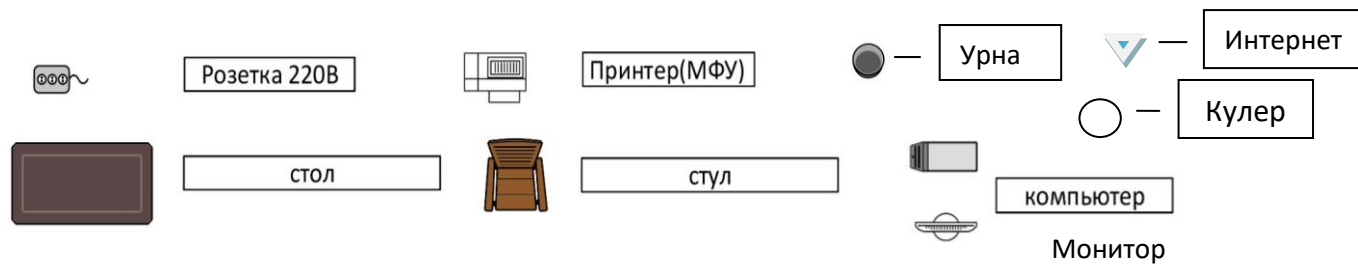 Розетка 220В
Принтер(МФУ)
Урна
Интернет
Кулер
стол
стул
компьютер
Монитор